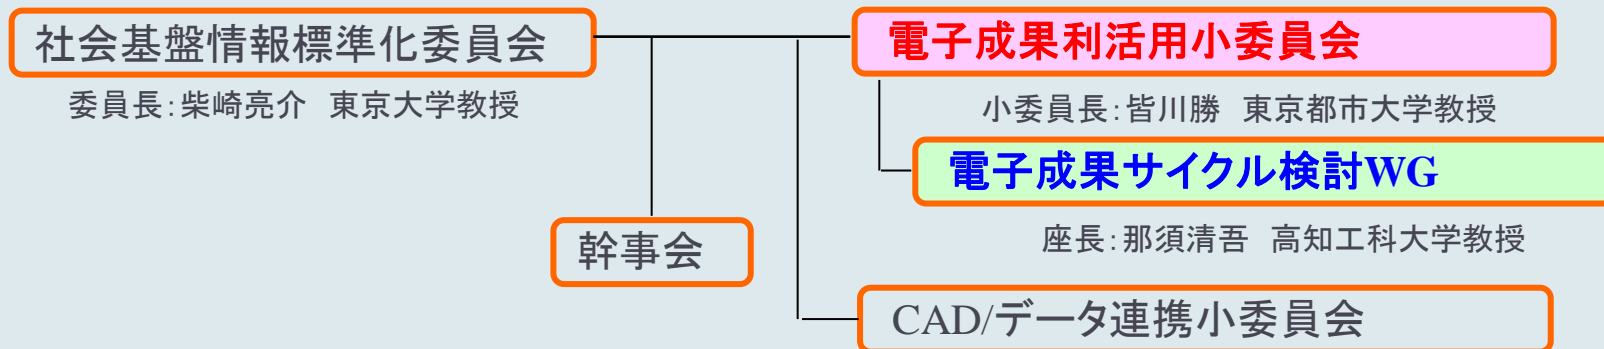 社会基盤情報標準化委員会
委員長：柴崎亮介　東京大学教授
電子成果利活用小委員会
小委員長：皆川勝　東京都市大学教授
電子成果サイクル検討WG
座長：那須清吾　高知工科大学教授
幹事会
CAD/データ連携小委員会